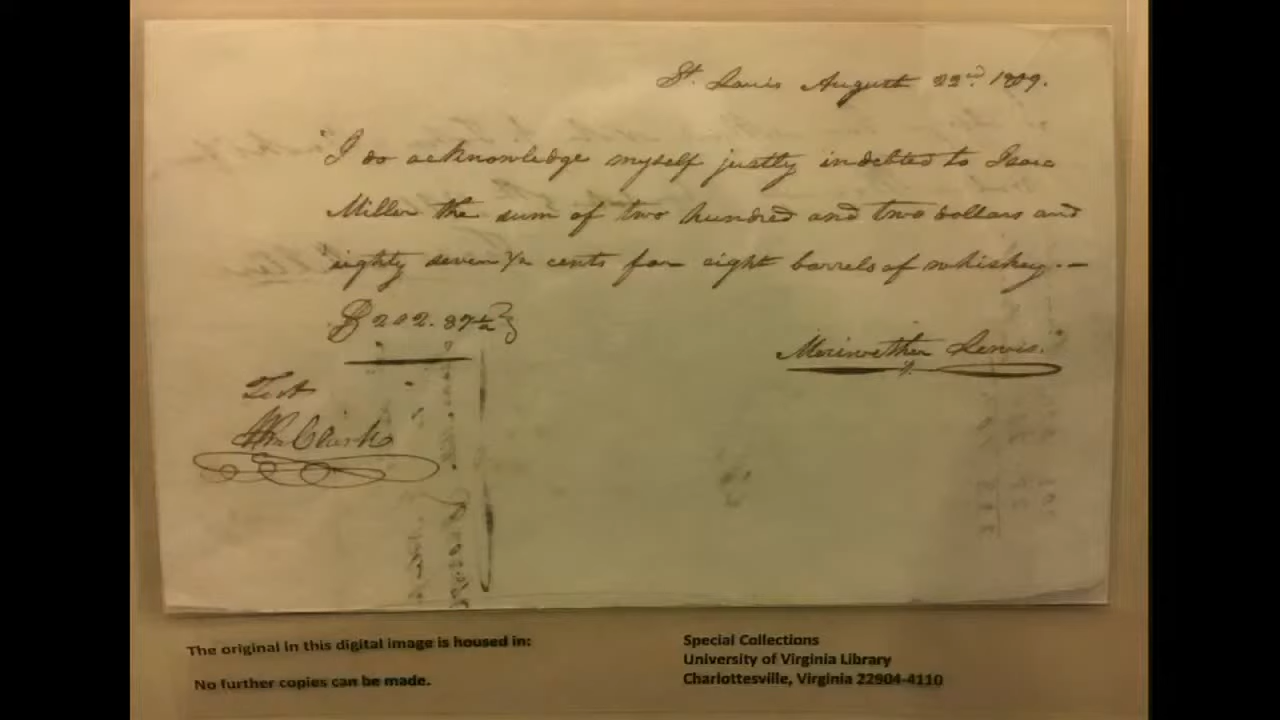 St. Louis August 22nd. 1809.
I do acknowledge myself justly indebted to Isaac
Miller the sum of two hundred and two dollars and
eighty seven 1/2 cents for eight barrels of whiskey.—
$ 202.87 1/2
Meriwether Lewis.
Test
Wm Clark
The original in this digital image is housed in:
No further copies can be made.
Special Collections
University of Virginia Library
Charlottesville, Virginia 22904-4110